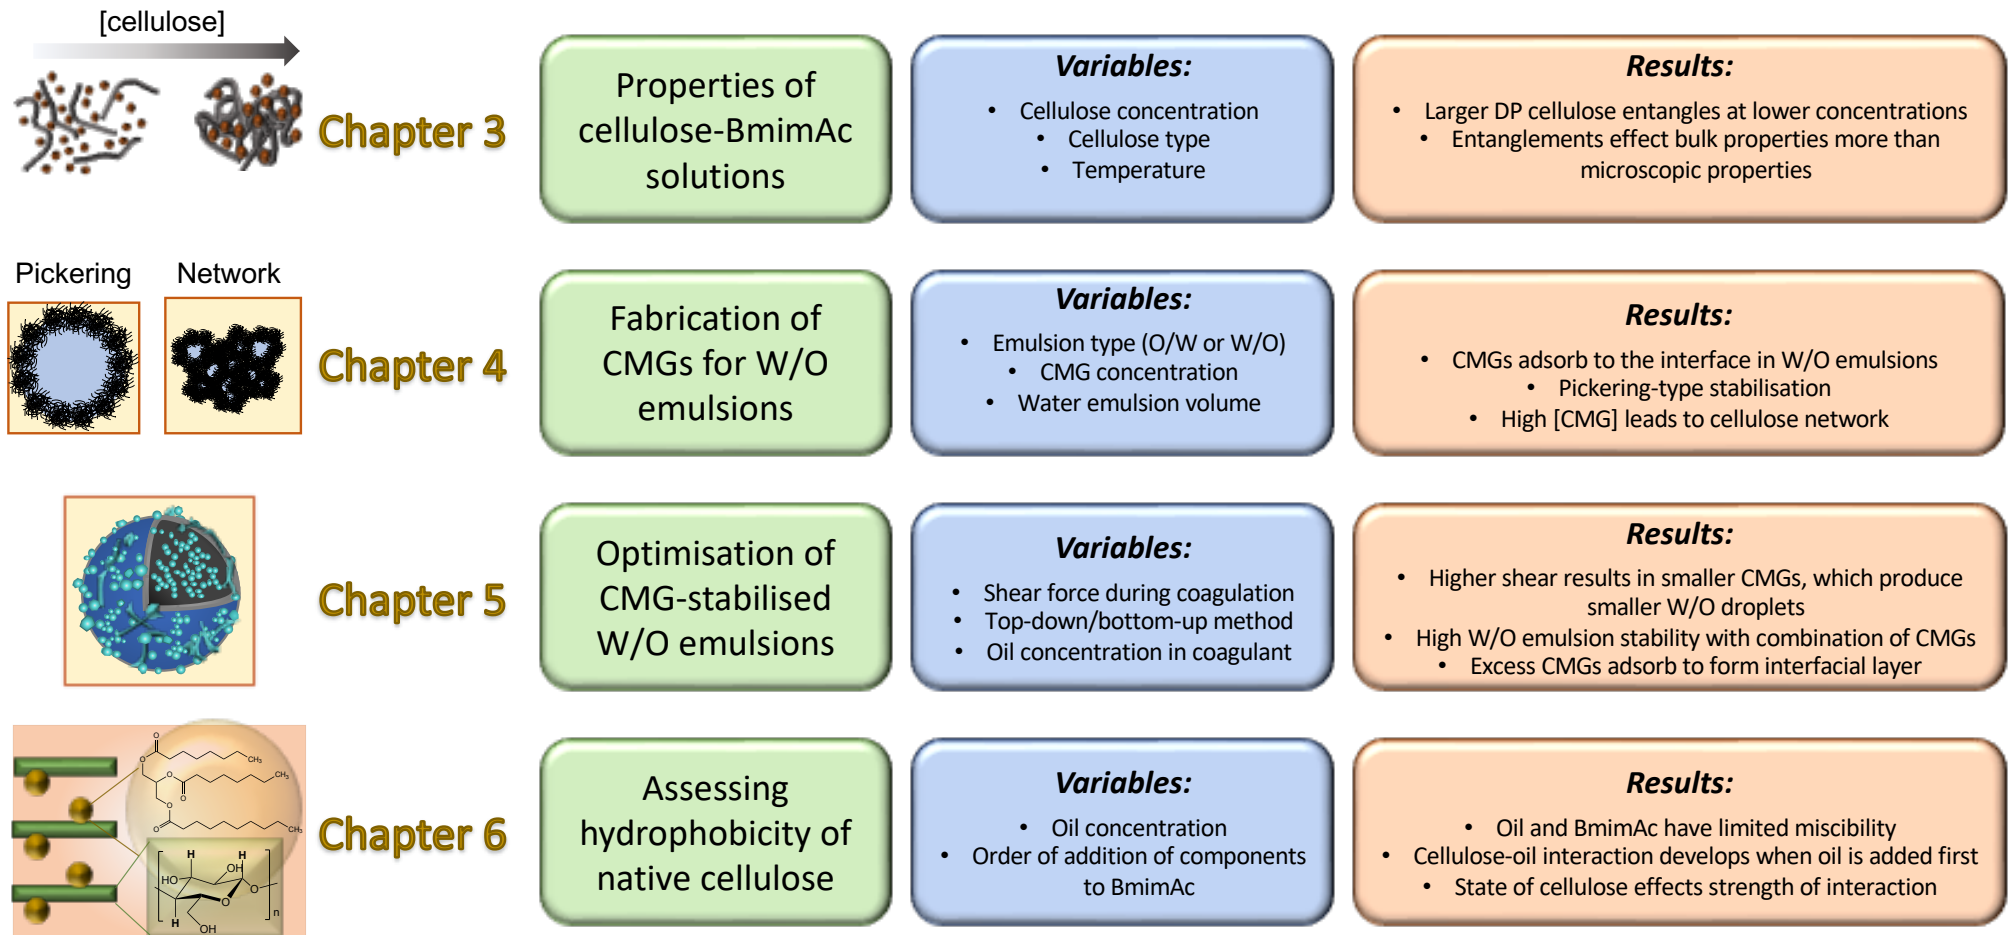 [cellulose]
Chapter 3
Properties of
cellulose-BmimAc
solutions
Variables:
• Cellulose concentration
• Cellulose type
• Temperature
Results:
• Larger DP cellulose entangles at lower concentrations
• Entanglements effect bulk properties more than
microscopic properties
Pickering
Network
Chapter 4
Fabrication of
CMGs for W/O
emulsions
Variables:
• Emulsion type (O/W or W/O)
• CMG concentration
• Water emulsion volume
Results:
• CMGs adsorb to the interface in W/O emulsions
• Pickering-type stabilisation
• High [CMG] leads to cellulose network
Chapter 5
Optimisation of
CMG-stabilised
W/O emulsions
Variables:
• Shear force during coagulation
• Top-down/bottom-up method
• Oil concentration in coagulant
Results:
• Higher shear results in smaller CMGs, which produce
smaller W/O droplets
• High W/O emulsion stability with combination of CMGs
• Excess CMGs adsorb to form interfacial layer
O
O
CH₃
O
O
CH₃
O
O
CH₃
H
H
OH
HO
OH
O
O
H
OH
n
Chapter 6
Assessing
hydrophobicity of
native cellulose
Variables:
• Oil concentration
• Order of addition of components
to BmimAc
Results:
• Oil and BmimAc have limited miscibility
• Cellulose-oil interaction develops when oil is added first
• State of cellulose effects strength of interaction